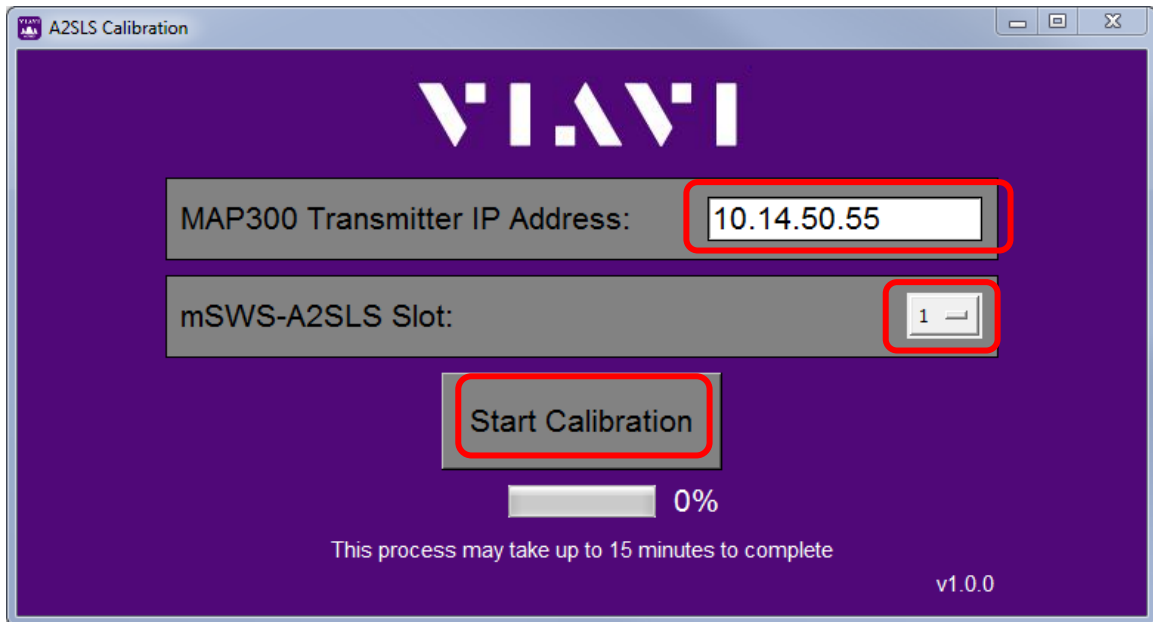 A2SLS Calibration
VIAVI
MAP300 Transmitter IP Address: 10.14.50.55
mSWS-A2SLS Slot: 1
Start Calibration
0%
This process may take up to 15 minutes to complete
v1.0.0